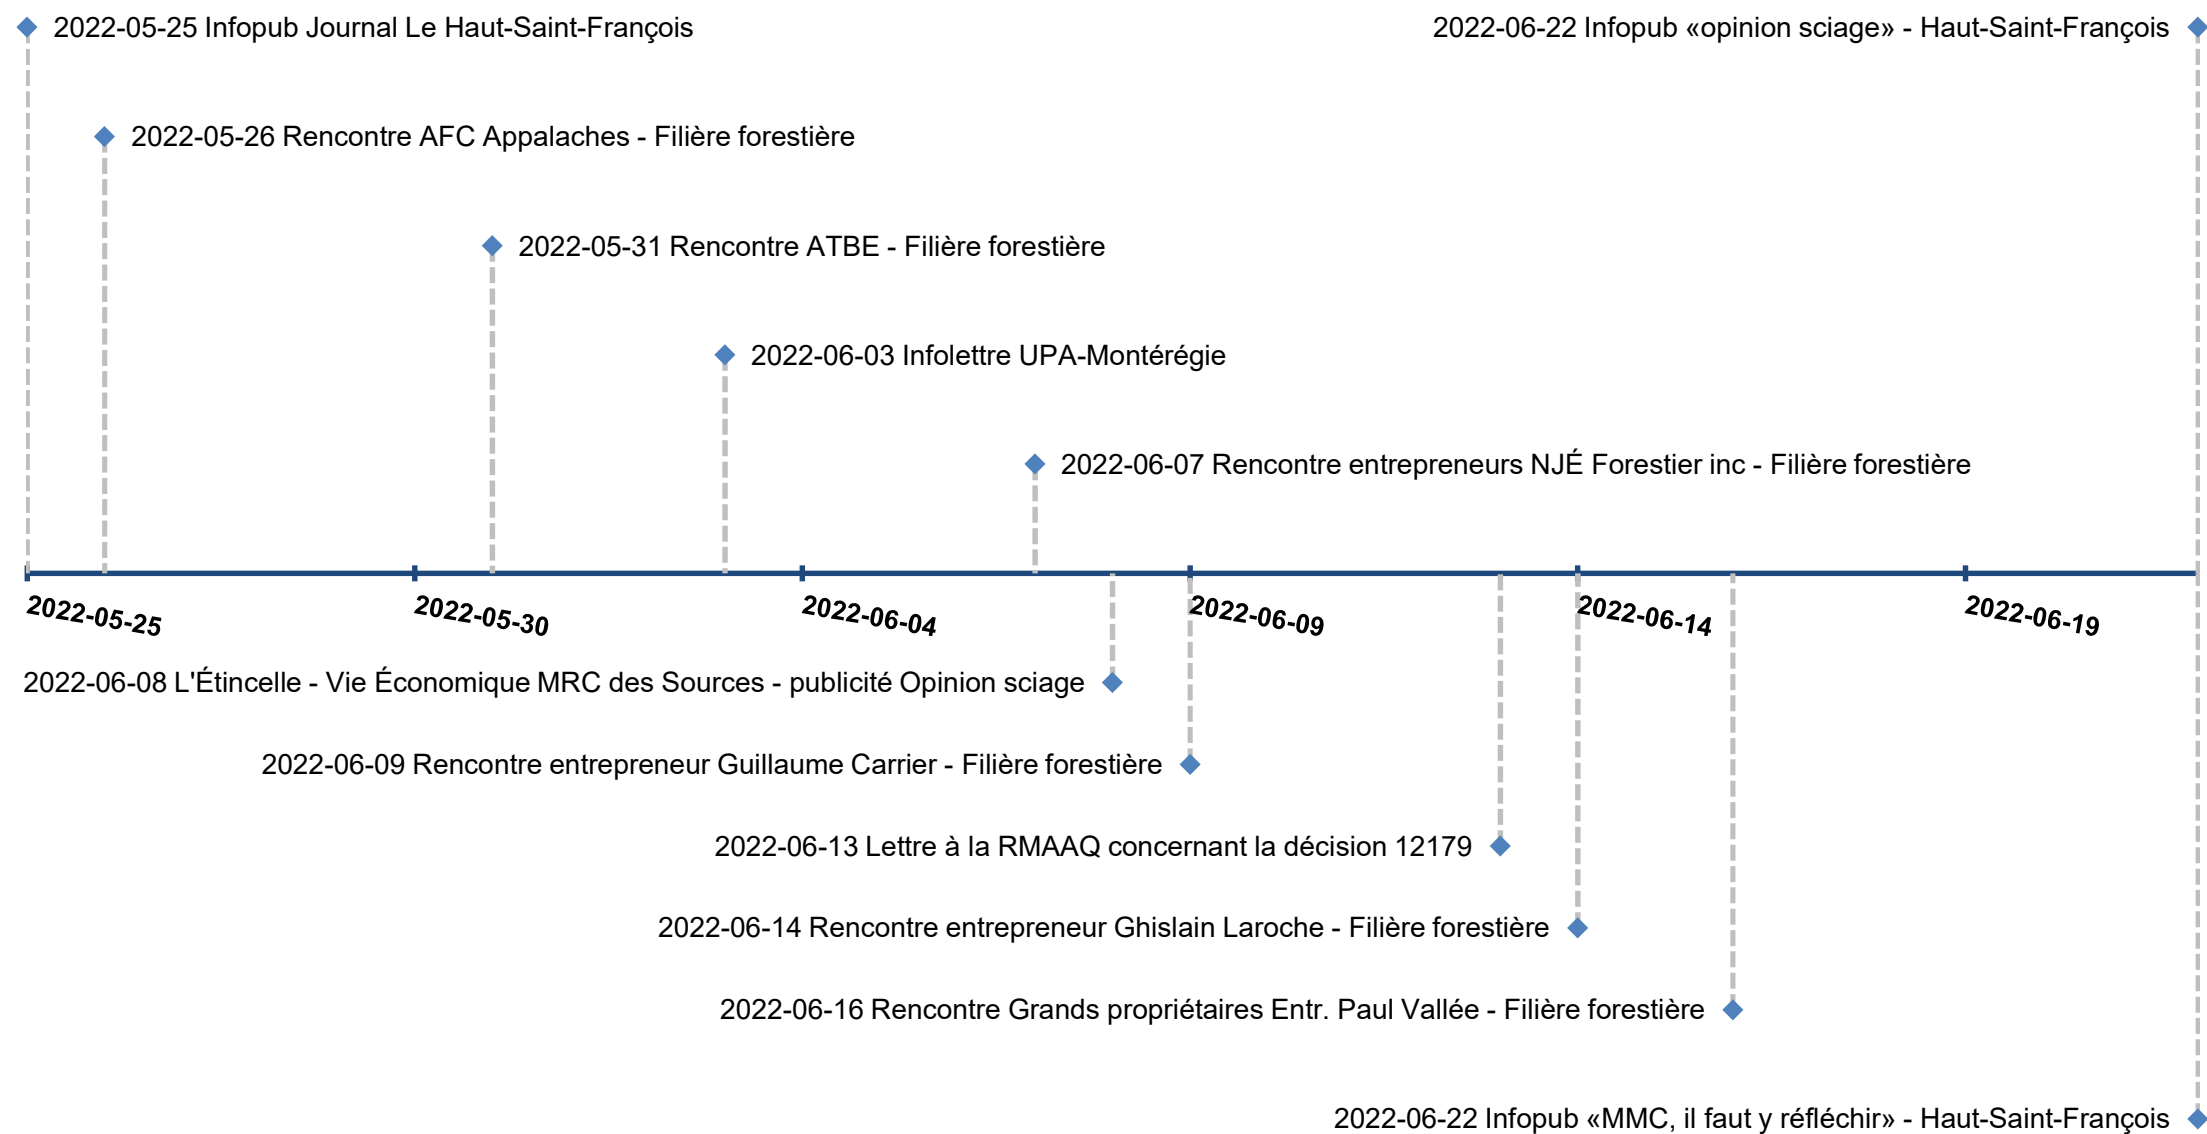 2022-05-25 Infopub Journal Le Haut-Saint-François
2022-06-22 Infopub «opinion sciage» - Haut-Saint-François
2022-05-26 Rencontre AFC Appalaches - Filière forestière
2022-05-31 Rencontre ATBE - Filière forestière
2022-06-03 Infolettre UPA-Montérégie
2022-06-07 Rencontre entrepreneurs NJÉ Forestier inc - Filière forestière
2022-05-25
2022-05-30
2022-06-04
2022-06-09
2022-06-14
2022-06-19
2022-06-08 L'Étincelle - Vie Économique MRC des Sources - publicité Opinion sciage
2022-06-09 Rencontre entrepreneur Guillaume Carrier - Filière forestière
2022-06-13 Lettre à la RMAAQ concernant la décision 12179
2022-06-14 Rencontre entrepreneur Ghislain Laroche - Filière forestière
2022-06-16 Rencontre Grands propriétaires Entr. Paul Vallée - Filière forestière
2022-06-22 Infopub «MMC, il faut y réfléchir» - Haut-Saint-François